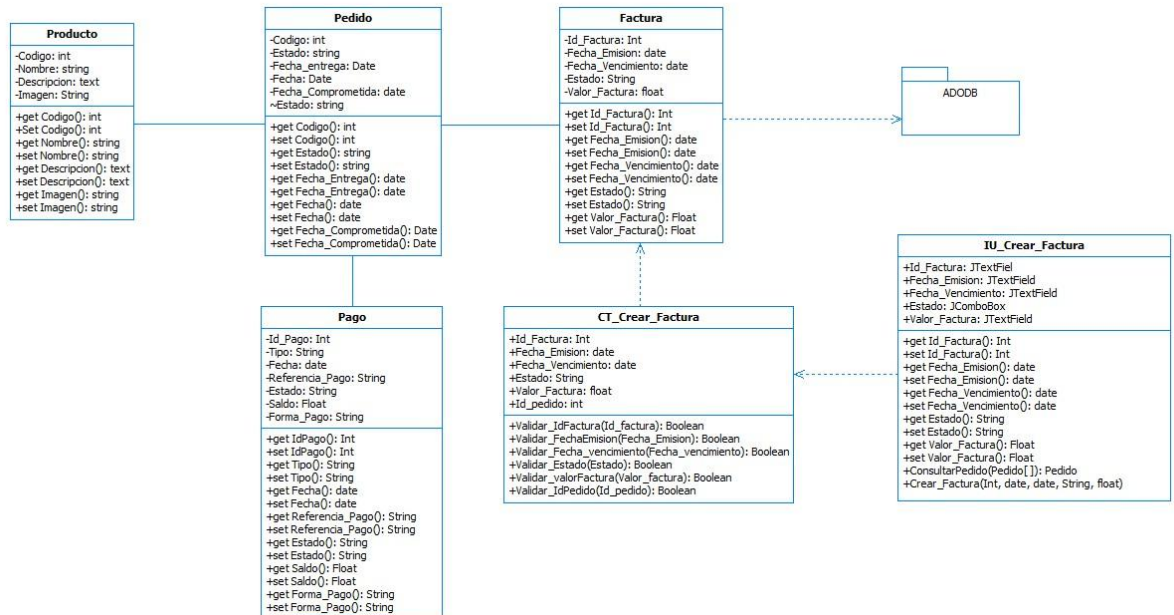 Producto
-Codigo: int
-Nombre: string
-Descripcion: text
-Imagen: String
+get Codigo(): int
+Set Codigo(): int
+get Nombre(): string
+set Nombre(): string
+get Descripcion(): text
+set Descripcion(): text
+get Imagen(): string
+set Imagen(): string
Pedido
-Codigo: int
-Estado: string
-Fecha_entrega: Date
-Fecha: Date
-Fecha_Comprometida: date
~Estado: string
+get Codigo(): int
+set Codigo(): int
+get Estado(): string
+set Estado(): string
+get Fecha_Entrega(): date
+get Fecha_Entrega(): date
+get Fecha(): date
+set Fecha(): date
+get Fecha_Comprometida(): Date
+set Fecha_Comprometida(): Date
Factura
-Id_Factura: Int
-Fecha_Emision: date
-Fecha_Vencimiento: date
-Estado: String
-Valor_Factura: float
+get Id_Factura(): Int
+set Id_Factura(): Int
+get Fecha_Emision(): date
+set Fecha_Emision(): date
+get Fecha_Vencimiento(): date
+set Fecha_Vencimiento(): date
+get Estado(): String
+set Estado(): String
+get Valor_Factura(): Float
+set Valor_Factura(): Float
ADODB
Pago
-Id_Pago: Int
-Tipo: String
-Fecha: date
-Referencia_Pago: String
-Estado: String
-Saldo: Float
-Forma_Pago: String
+get IdPago(): Int
+set IdPago(): Int
+get Tipo(): String
+set Tipo(): String
+get Fecha(): date
+set Fecha(): date
+get Referencia_Pago(): String
+set Referencia_Pago(): String
+get Estado(): String
+set Estado(): String
+get Saldo(): Float
+set Saldo(): Float
+get Forma_Pago(): String
+set Forma_Pago(): String
CT_Crear_Factura
+Id_Factura: Int
+Fecha_Emision: date
+Fecha_Vencimiento: date
+Estado: String
+Valor_Factura: float
+Id_pedido: int
+Validar_IdFactura(Id_factura): Boolean
+Validar_FechaEmision(Fecha_Emision): Boolean
+Validar_Fecha_vencimiento(Fecha_vencimiento): Boolean
+Validar_Estado(Estado): Boolean
+Validar_valorFactura(Valor_factura): Boolean
+Validar_IdPedido(Id_pedido): Boolean
IU_Crear_Factura
+Id_Factura: JTextFiel
+Fecha_Emision: JTextField
+Fecha_Vencimiento: JTextField
+Estado: JComboBox
+Valor_Factura: JTextField
+get Id_Factura(): Int
+set Id_Factura(): Int
+get Fecha_Emision(): date
+set Fecha_Emision(): date
+get Fecha_Vencimiento(): date
+set Fecha_Vencimiento(): date
+get Estado(): String
+set Estado(): String
+get Valor_Factura(): Float
+set Valor_Factura(): Float
+ConsultarPedido(Pedido[ ]): Pedido
+Crear_Factura(Int, date, date, String, float)